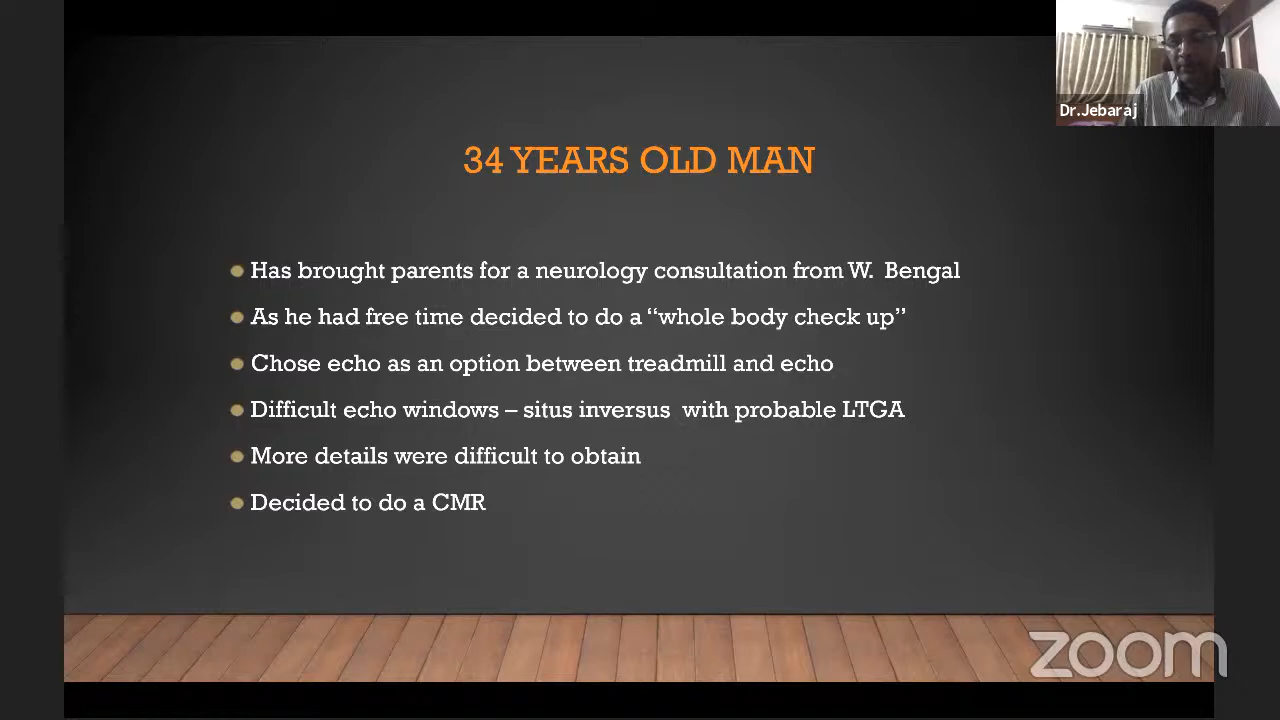 Dr.Jebaraj
34 YEARS OLD MAN
Has brought parents for a neurology consultation from W. Bengal
As he had free time decided to do a “whole body check up”
Chose echo as an option between treadmill and echo
Difficult echo windows – situs inversus with probable LTGA
More details were difficult to obtain
Decided to do a CMR
zoom